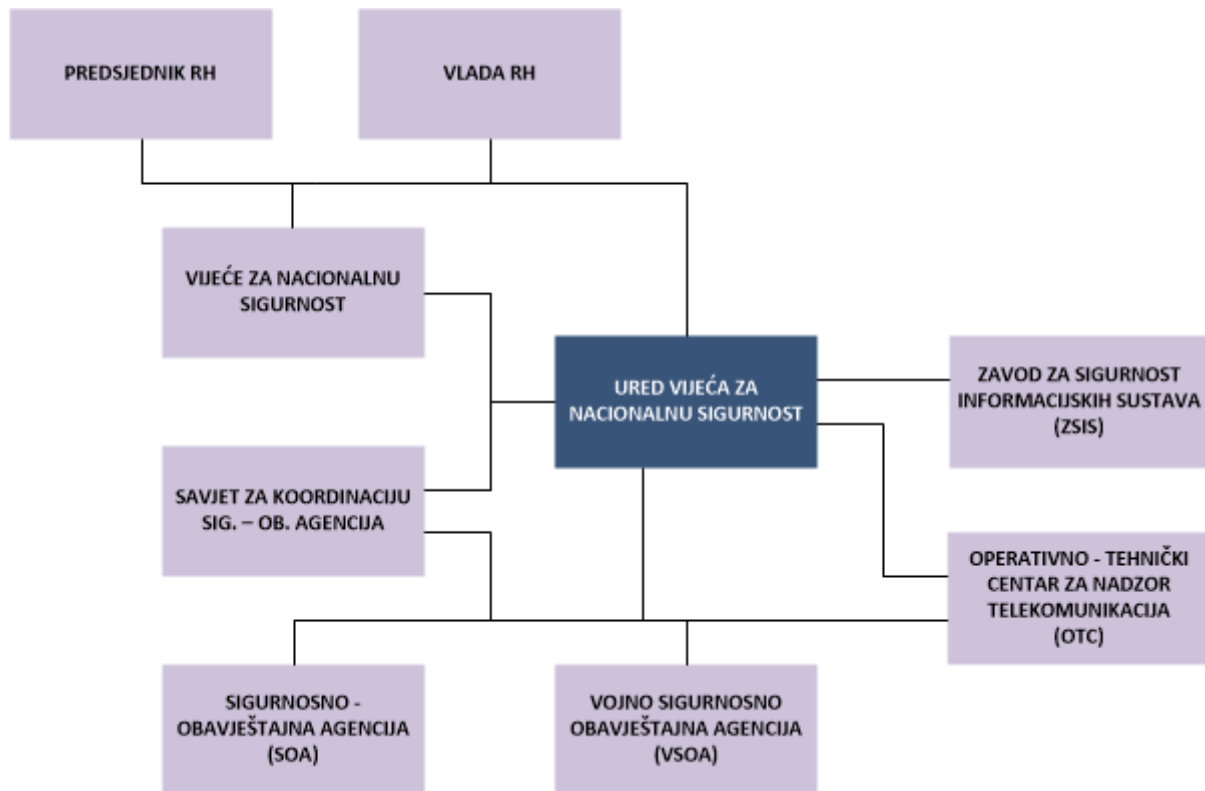 PREDSJEDNIK RH
VLADA RH
VIJEĆE ZA NACIONALNU
SIGURNOST
URED VIJEĆA ZA
NACIONALNU SIGURNOST
ZAVOD ZA SIGURNOST
INFORMACIJSKIH SUSTAVA
(ZSIS)
SAVJET ZA KOORDINACIJU
SIG. – OB. AGENCIJA
OPERATIVNO - TEHNIČKI
CENTAR ZA NADZOR
TELEKOMUNIKACIJA
(OTC)
SIGURNOSNO -
OBAVJEŠTAJNA AGENCIJA
(SOA)
VOJNO SIGURNOSNO
OBAVJEŠTAJNA AGENCIJA
(VSOA)